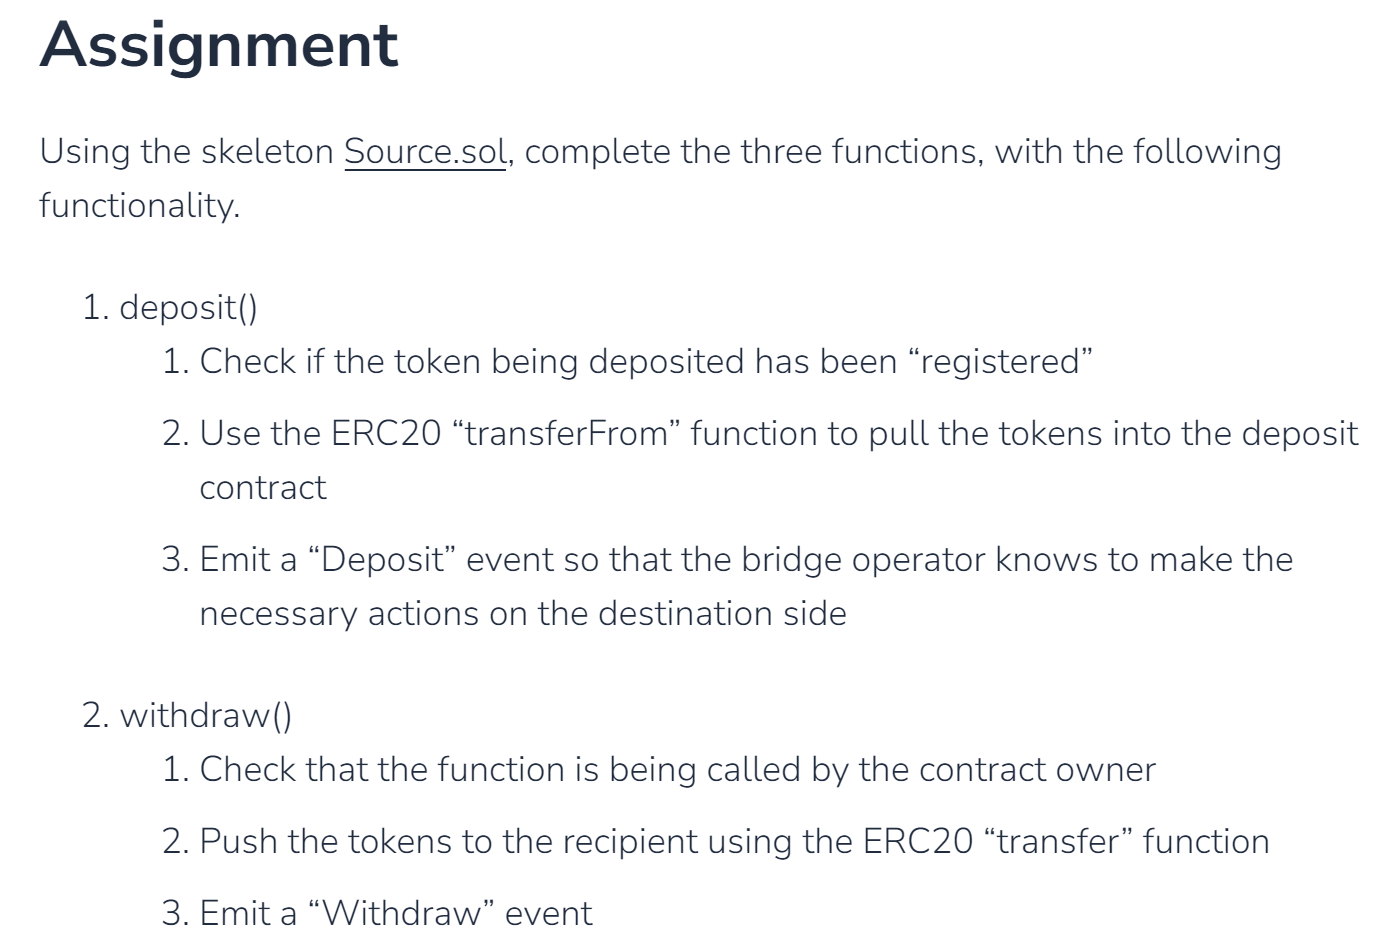 Assignment
Using the skeleton Source.sol, complete the three functions, with the following
functionality.
1. deposit()
1. Check if the token being deposited has been “registered”
2. Use the ERC20 “transferFrom” function to pull the tokens into the deposit
contract
3. Emit a “Deposit” event so that the bridge operator knows to make the
necessary actions on the destination side
2. withdraw()
1. Check that the function is being called by the contract owner
2. Push the tokens to the recipient using the ERC20 “transfer” function
3. Emit a “Withdraw” event